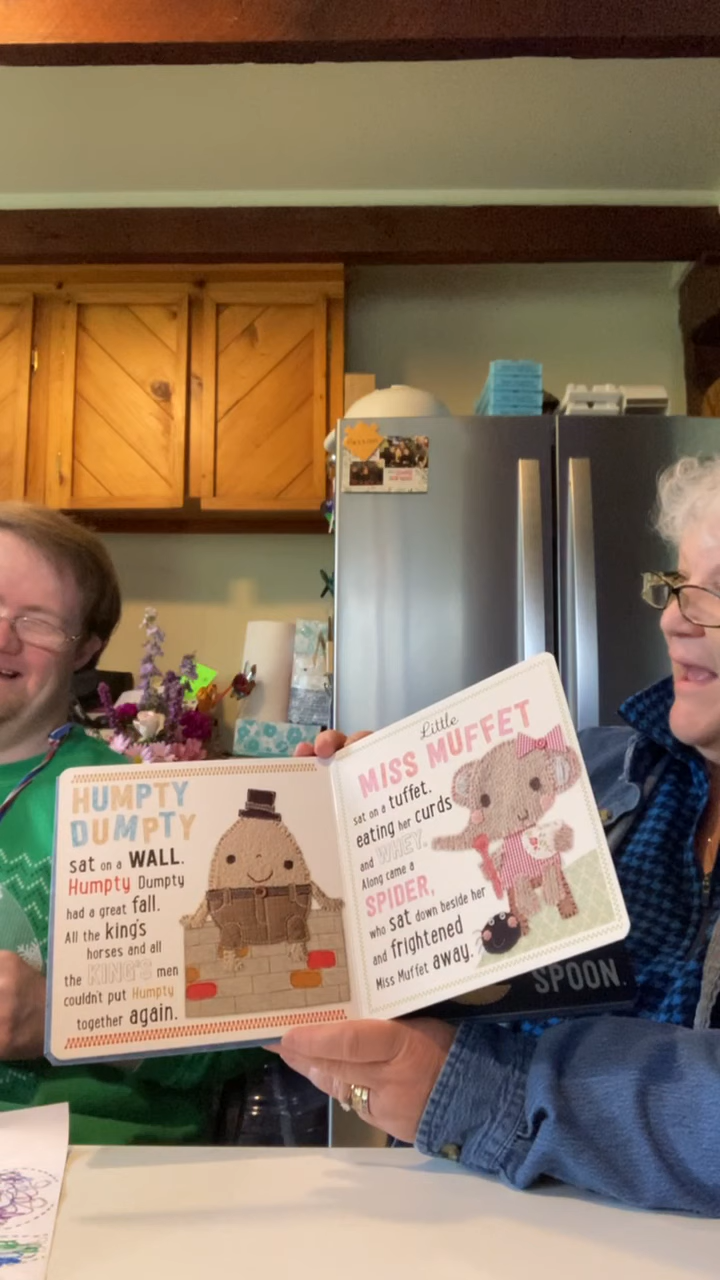 HUMPTY
DUMPTY
sat on a WALL.
Humpty Dumpty
had a great fall.
All the king's
horses and all
the KING'S men
couldn't put Humpty
together again.
Little
MISS MUFFET
sat on a tuffet,
eating her curds
and WHEY.
Along came a
SPIDER,
who sat down beside her
and frightened
Miss Muffet away.
SPOON.